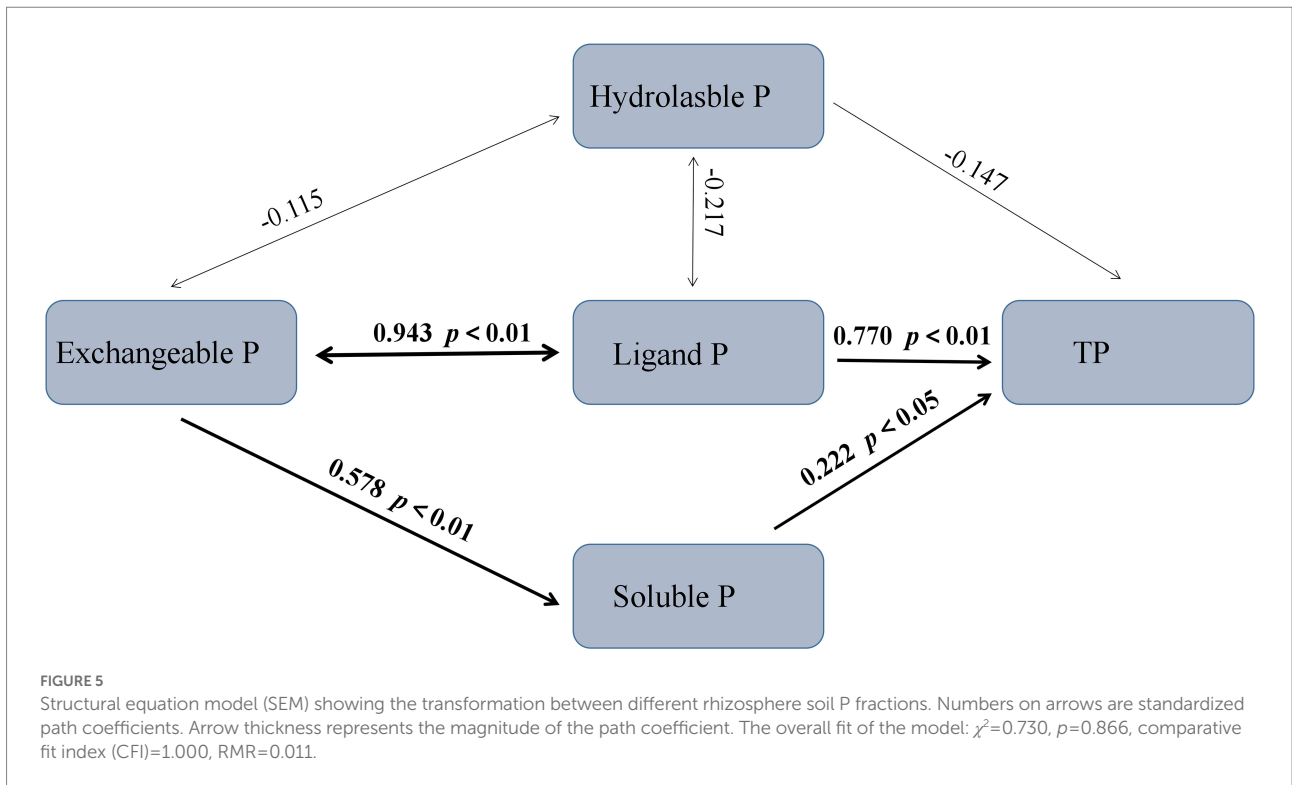 Hydrolasble P
-0.115
-0.217
-0.147
Exchangeable P
0.943 p < 0.01
Ligand P
0.770 p < 0.01
TP
0.578 p < 0.01
0.222 p < 0.05
Soluble P
FIGURE 5
Structural equation model (SEM) showing the transformation between different rhizosphere soil P fractions. Numbers on arrows are standardized
path coefficients. Arrow thickness represents the magnitude of the path coefficient. The overall fit of the model: χ²=0.730, p=0.866, comparative
fit index (CFI)=1.000, RMR=0.011.